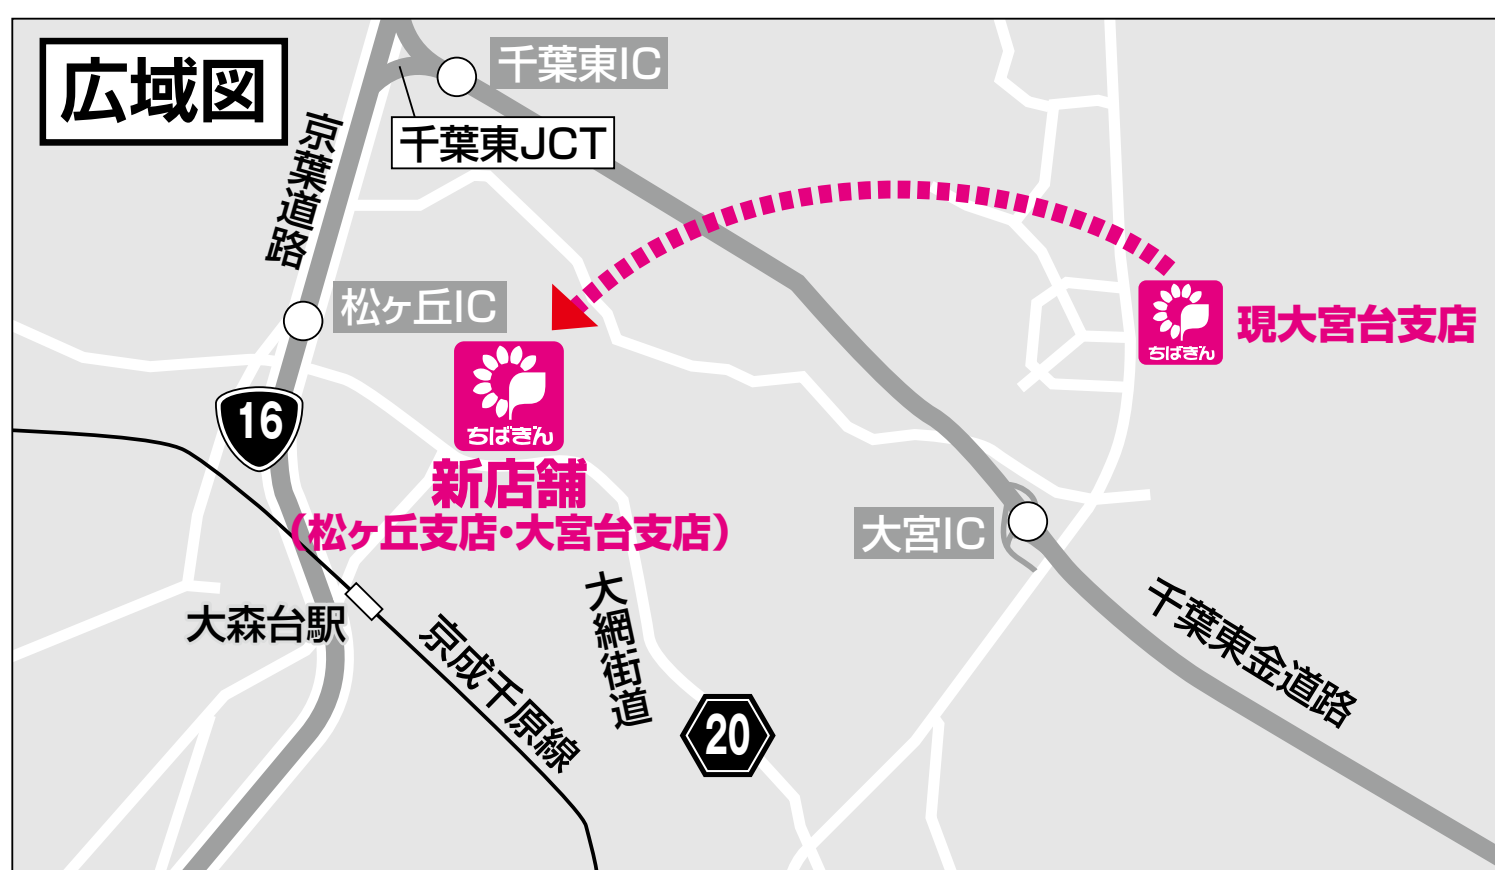 広域図
千葉東IC
千葉東JCT
京葉道路
松ヶ丘IC
ちばぎん
現大宮台支店
16
ちばぎん
新店舗
(松ヶ丘支店・大宮台支店)
大宮IC
大森台駅
京成千原線
大網街道
20
千葉東金道路